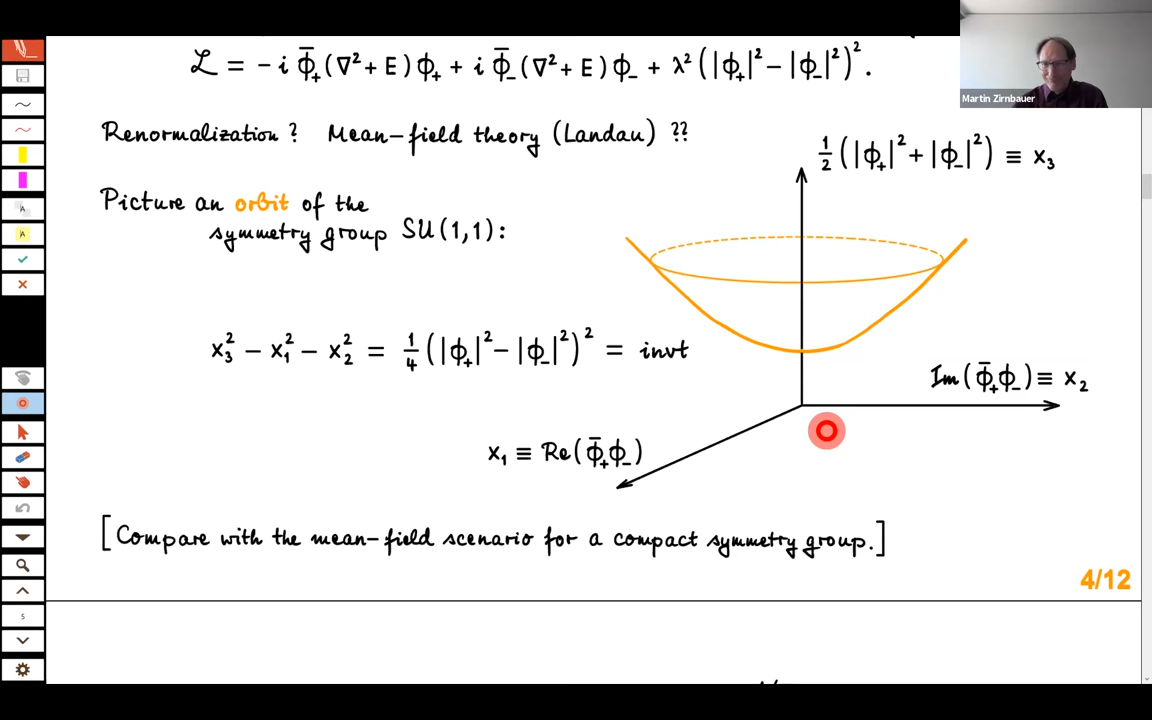 ℒ = -i φ̄₊(∇²+E)φ₊ + i φ̄₋(∇²+E)φ₋ + λ²(|φ₊|²-|φ₋|²)².
Martin Zirnbauer
Renormalization? Mean-field theory (Landau) ??
½(|φ₊|²+|φ₋|²) ≡ x₃
Picture an orbit of the
symmetry group SU(1,1):
x₃² - x₁² - x₂² = ¼(|φ₊|²-|φ₋|²)² = invt
Im(φ̄₊φ₋) ≡ x₂
x₁ ≡ Re(φ̄₊φ₋)
[Compare with the mean-field scenario for a compact symmetry group.]
4/12